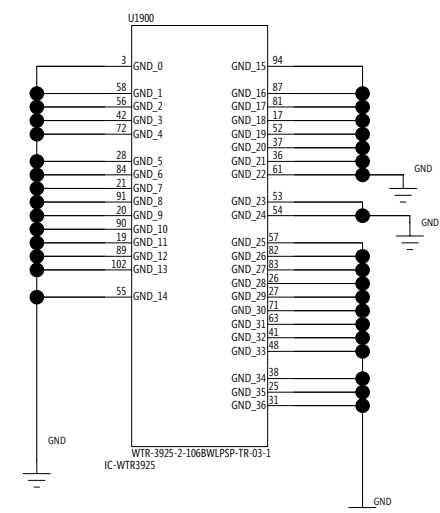 U1900
3 GND_0 GND_15 94
58 GND_1 GND_16 87
56 GND_2 GND_17 81
42 GND_3 GND_18 17
72 GND_4 GND_19 52
GND_20 37
28 GND_5 GND_21 36
84 GND_6 GND_22 61
GND
21 GND_7
91 GND_8 GND_23 53
20 GND_9 GND_24 54
GND
90 GND_10
19 GND_11 GND_25 57
89 GND_12 GND_26 82
102 GND_13 GND_27 83
GND_28 26
55 GND_14 GND_29 27
GND_30 71
GND_31 63
GND_32 41
GND_33 48
GND_34 38
GND_35 25
GND_36 31
GND
WTR-3925-2-106BWLPSP-TR-03-1
IC-WTR3925
GND